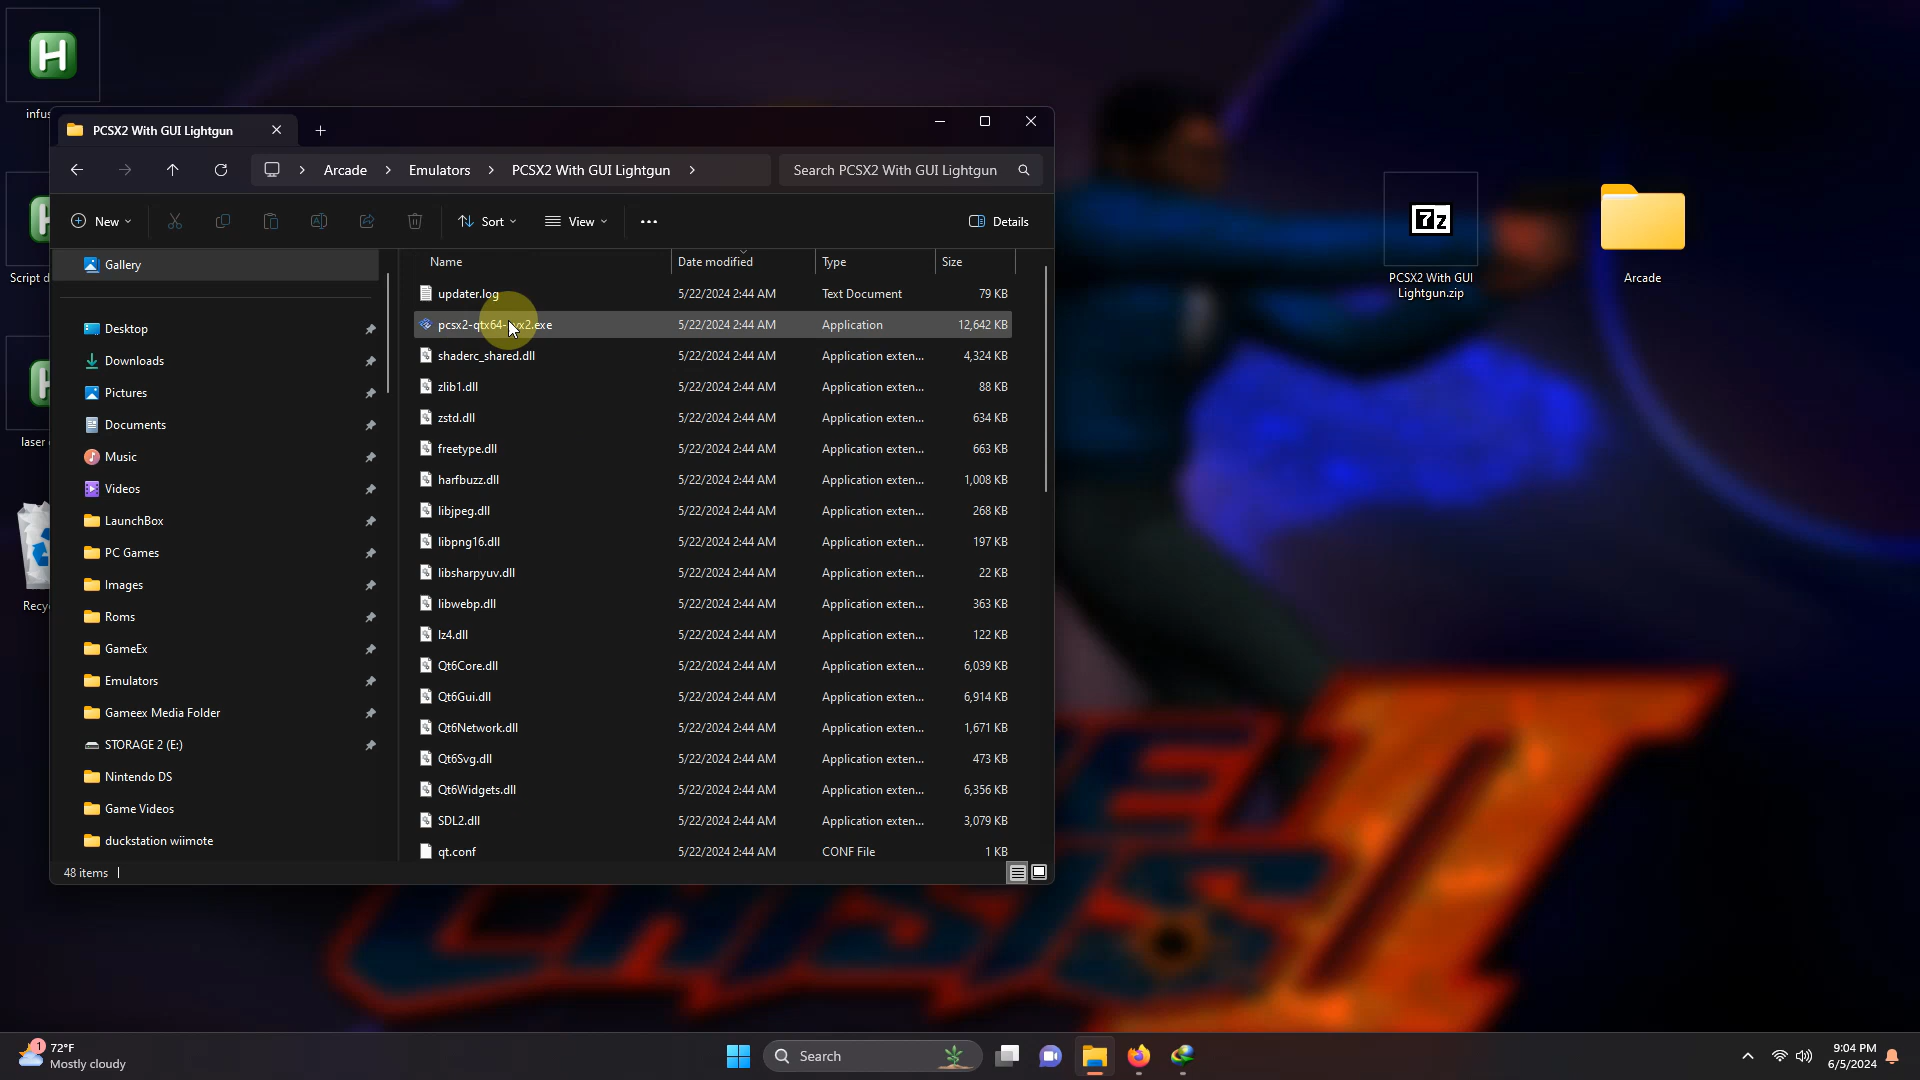 infus
Script d
laser
Recy
PCSX2 With GUI Lightgun
Arcade
Emulators
PCSX2 With GUI Lightgun
Search PCSX2 With GUI Lightgun
New
Sort
View
Details
Name
Date modified
Type
Size
Gallery
Desktop
Downloads
Pictures
Documents
Music
Videos
LaunchBox
PC Games
Images
Roms
GameEx
Emulators
Gameex Media Folder
STORAGE 2 (E:)
Nintendo DS
Game Videos
duckstation wiimote
updater.log 5/22/2024 2:44 AM Text Document 79 KB
pcsx2-qtx64-avx2.exe 5/22/2024 2:44 AM Application 12,642 KB
shaderc_shared.dll 5/22/2024 2:44 AM Application exten... 4,324 KB
zlib1.dll 5/22/2024 2:44 AM Application exten... 88 KB
zstd.dll 5/22/2024 2:44 AM Application exten... 634 KB
freetype.dll 5/22/2024 2:44 AM Application exten... 663 KB
harfbuzz.dll 5/22/2024 2:44 AM Application exten... 1,008 KB
libjpeg.dll 5/22/2024 2:44 AM Application exten... 268 KB
libpng16.dll 5/22/2024 2:44 AM Application exten... 197 KB
libsharpyuv.dll 5/22/2024 2:44 AM Application exten... 22 KB
libwebp.dll 5/22/2024 2:44 AM Application exten... 363 KB
lz4.dll 5/22/2024 2:44 AM Application exten... 122 KB
Qt6Core.dll 5/22/2024 2:44 AM Application exten... 6,039 KB
Qt6Gui.dll 5/22/2024 2:44 AM Application exten... 6,914 KB
Qt6Network.dll 5/22/2024 2:44 AM Application exten... 1,671 KB
Qt6Svg.dll 5/22/2024 2:44 AM Application exten... 473 KB
Qt6Widgets.dll 5/22/2024 2:44 AM Application exten... 6,356 KB
SDL2.dll 5/22/2024 2:44 AM Application exten... 3,079 KB
qt.conf 5/22/2024 2:44 AM CONF File 1 KB
48 items
7z
PCSX2 With GUI
Lightgun.zip
Arcade
1
72°F
Mostly cloudy
Search
9:04 PM
6/5/2024